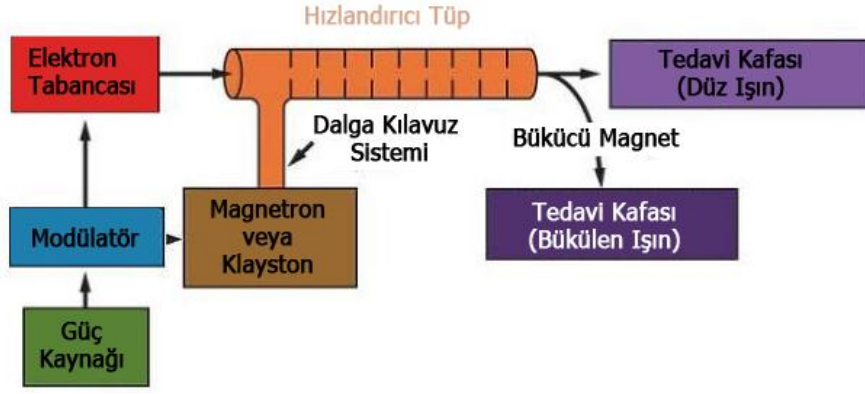 Hızlandırıcı Tüp
Elektron
Tabancası
Tedavi Kafası
(Düz Işın)
Dalga Kılavuz
Sistemi
Bükücü Magnet
Modülatör
Magnetron
veya
Klayston
Tedavi Kafası
(Bükülen Işın)
Güç
Kaynağı